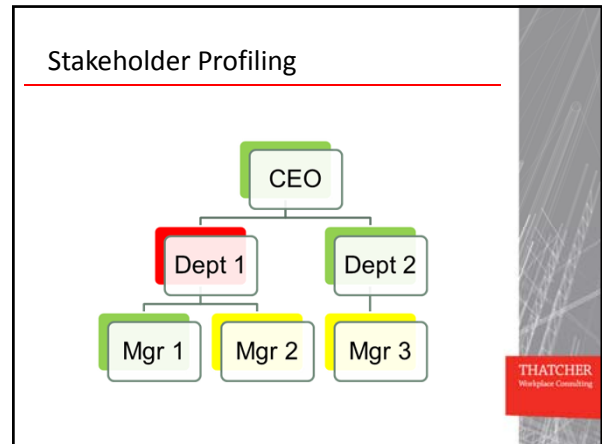 Stakeholder Profiling
CEO
Dept 1
Dept 2
Mgr 1
Mgr 2
Mgr 3
THATCHER
Workplace Consulting